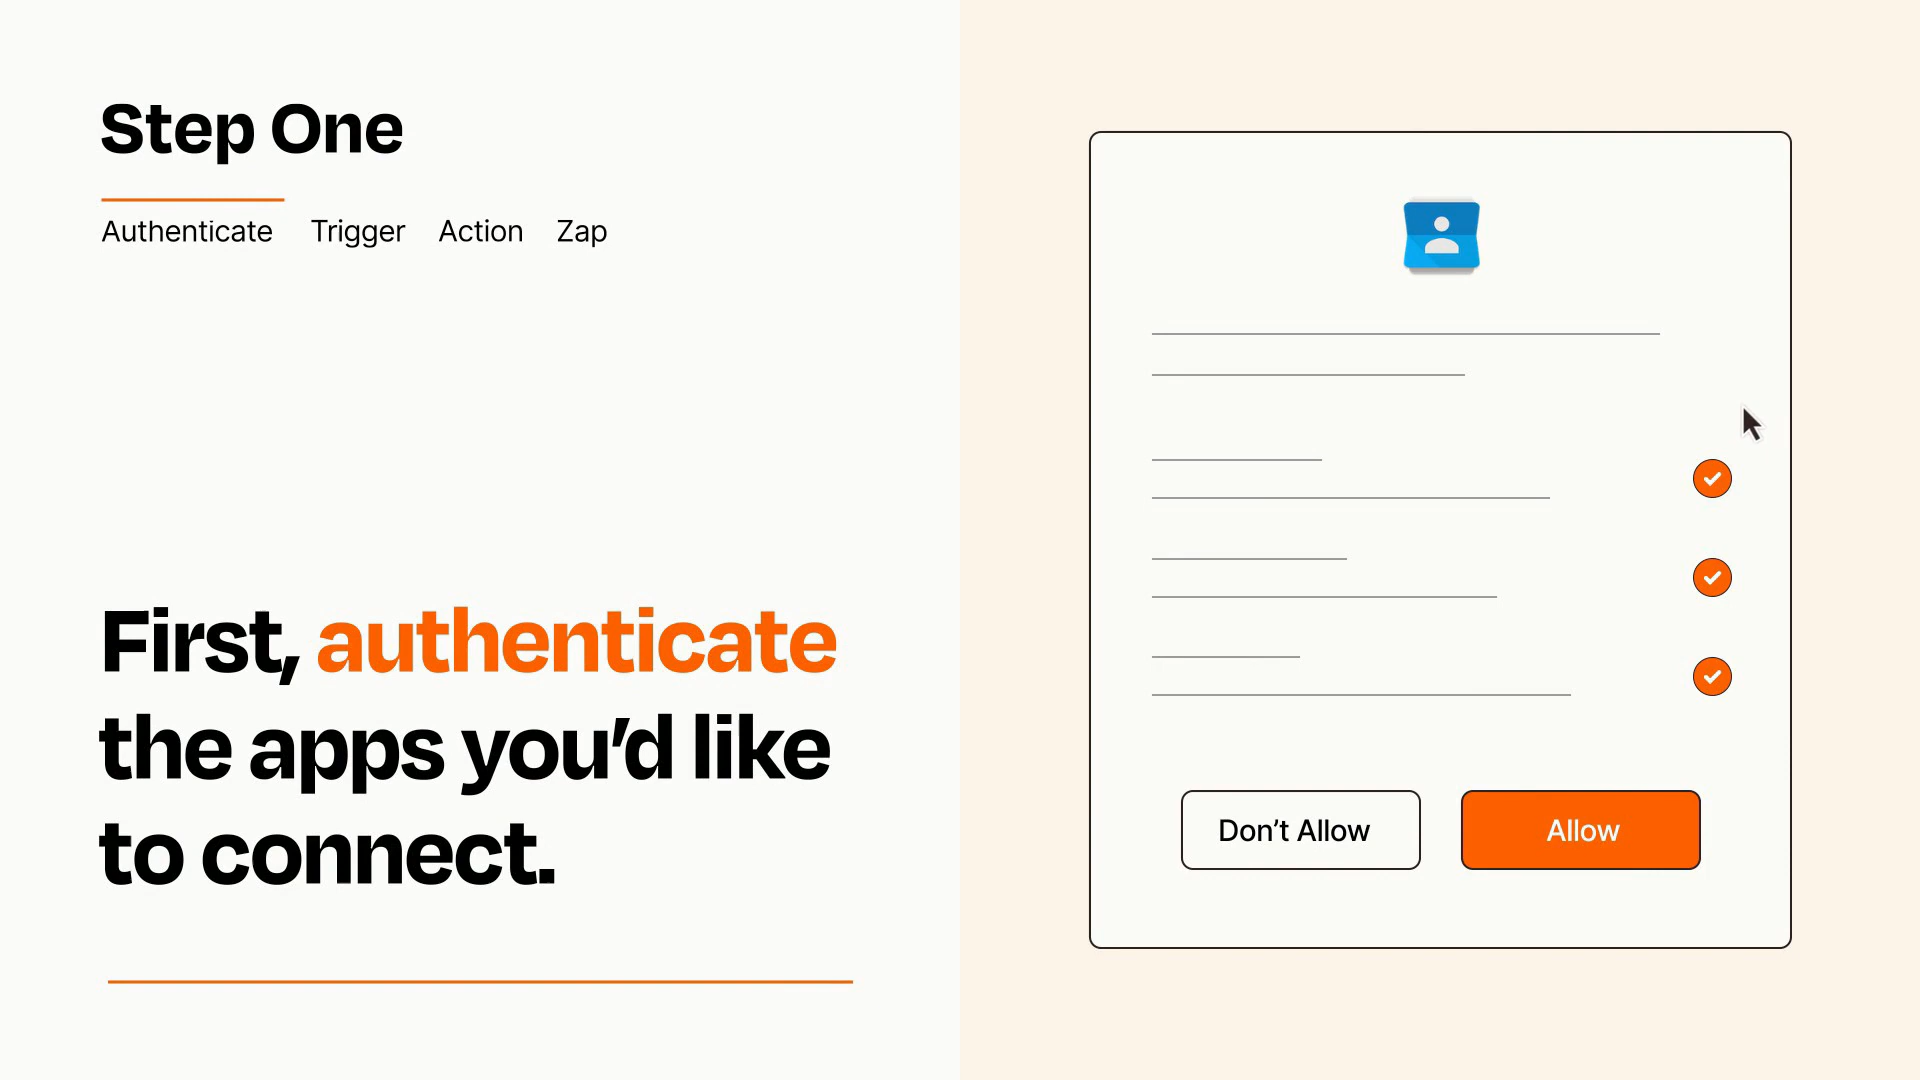 Step One
Authenticate Trigger Action Zap
First, authenticate
the apps you’d like
to connect.
Don’t Allow
Allow